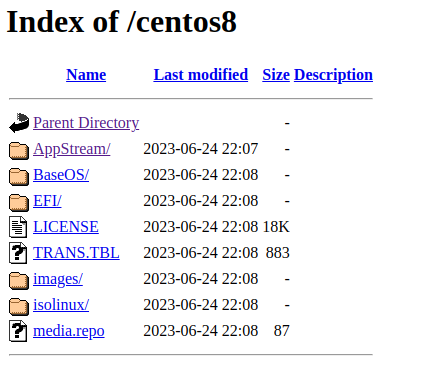 Index of /centos8
Name Last modified Size Description
Parent Directory -
AppStream/ 2023-06-24 22:07 -
BaseOS/ 2023-06-24 22:08 -
EFI/ 2023-06-24 22:08 -
LICENSE 2023-06-24 22:08 18K
TRANS.TBL 2023-06-24 22:08 883
images/ 2023-06-24 22:08 -
isolinux/ 2023-06-24 22:08 -
media.repo 2023-06-24 22:08 87